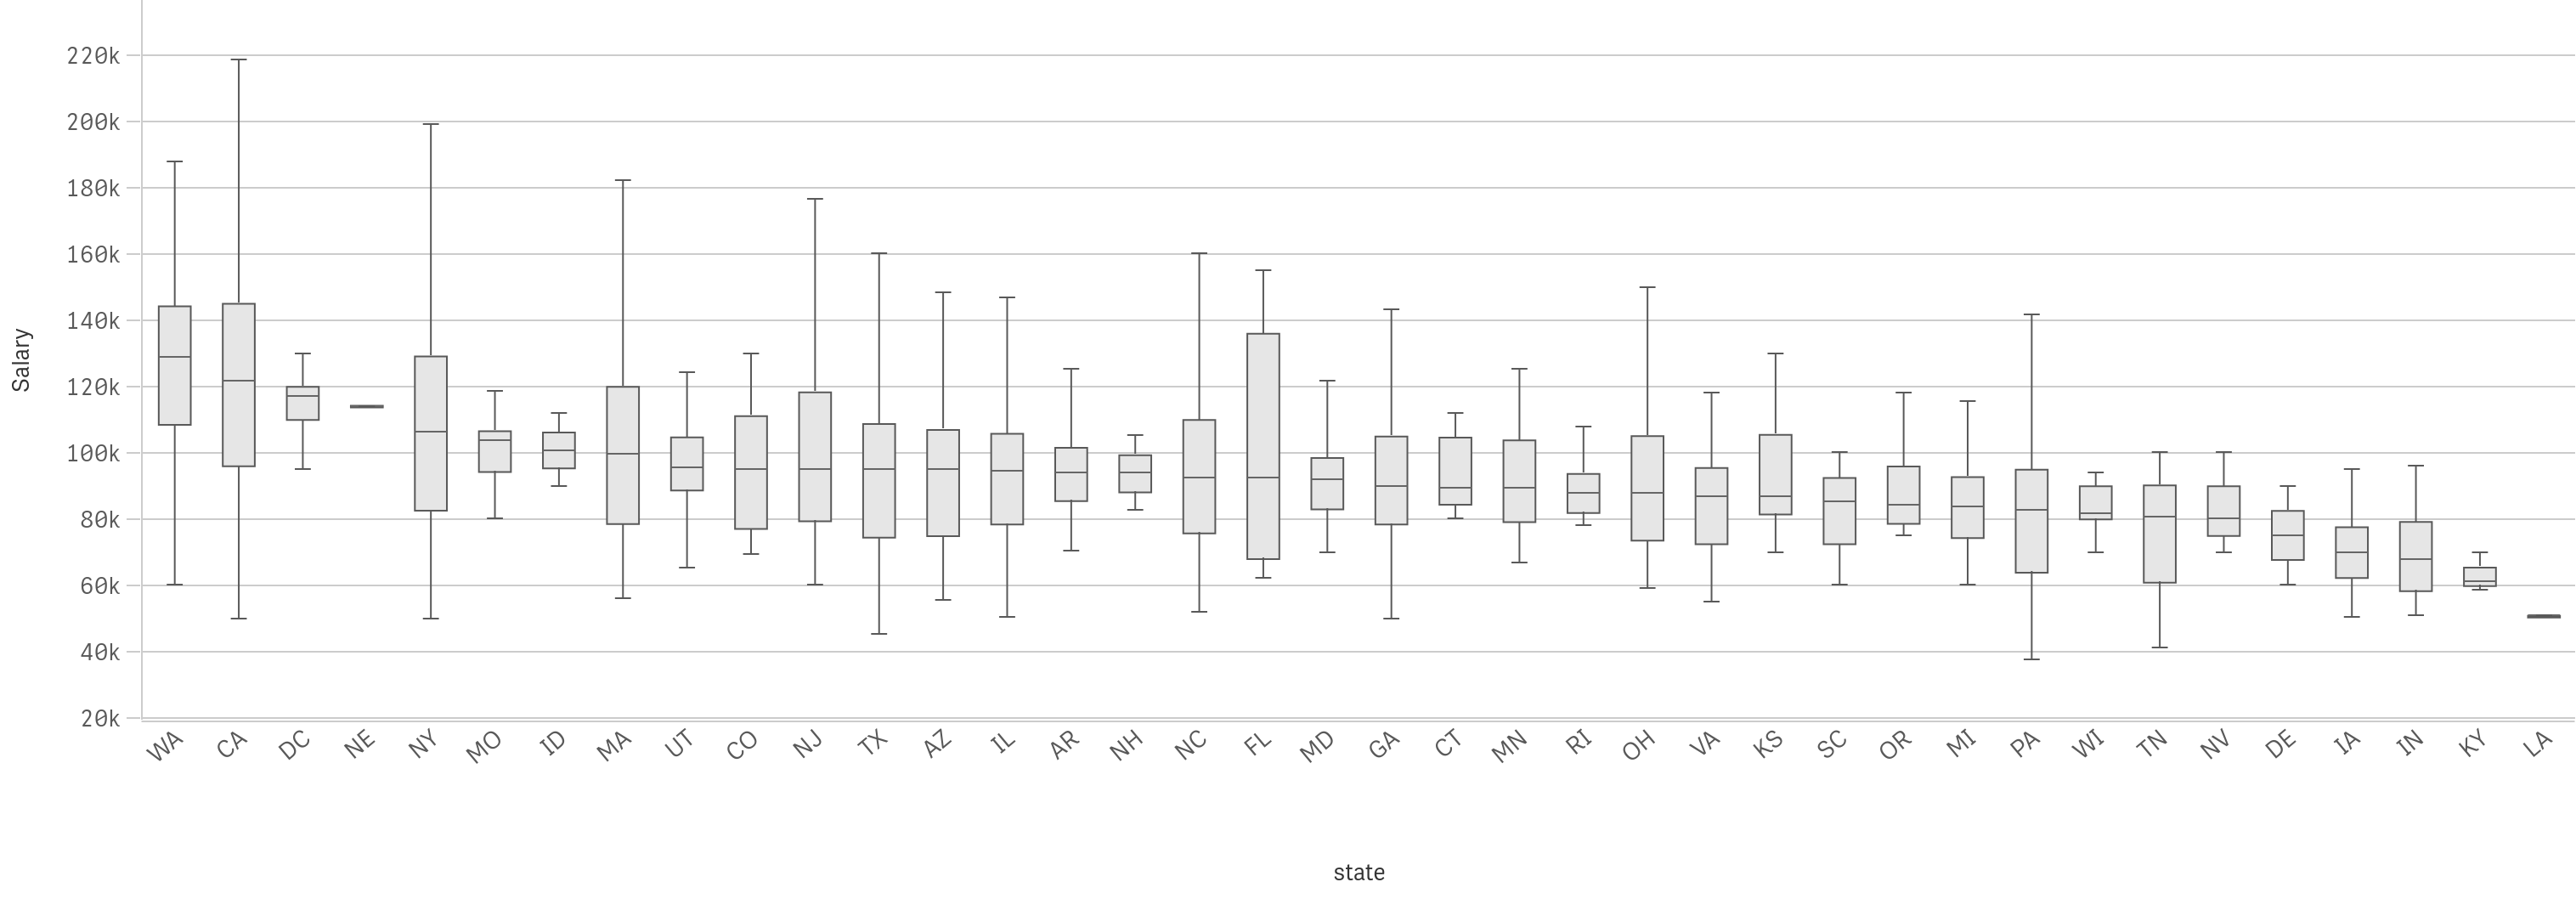 Salary
220k
200k
180k
160k
140k
120k
100k
80k
60k
40k
20k
WA CA DC NE NY MO ID MA UT CO NJ TX AZ IL AR NH NC FL MD GA CT MN RI OH VA KS SC OR MI PA WI TN NV DE IA IN KY LA
state